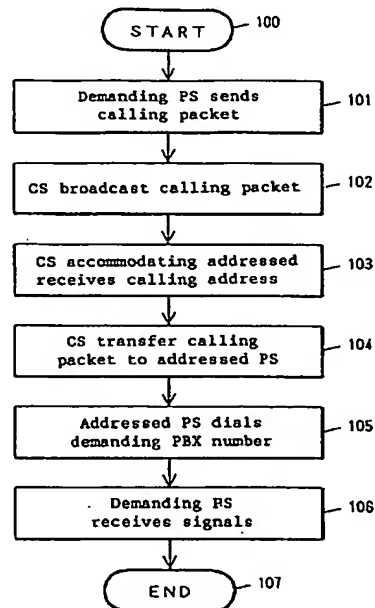 START
100
Demanding PS sends
calling packet
101
CS broadcast calling packet
102
CS accommodating addressed
receives calling address
103
CS transfer calling
packet to addressed PS
104
Addressed PS dials
demanding PBX number
105
Demanding PS
receives signals
106
END
107